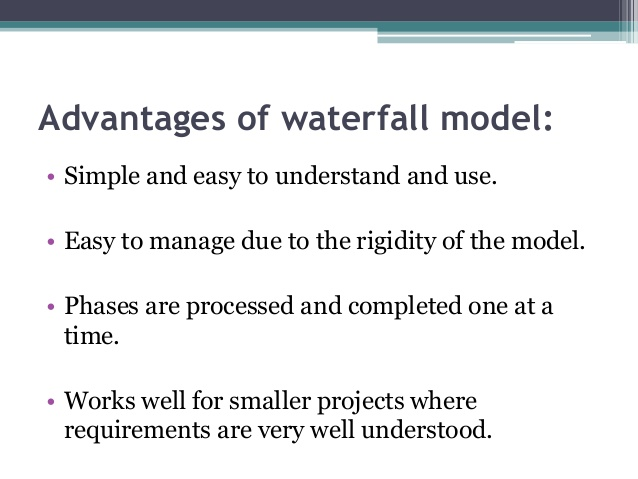 Advantages of waterfall model:
• Simple and easy to understand and use.
• Easy to manage due to the rigidity of the model.
• Phases are processed and completed one at a
time.
• Works well for smaller projects where
requirements are very well understood.